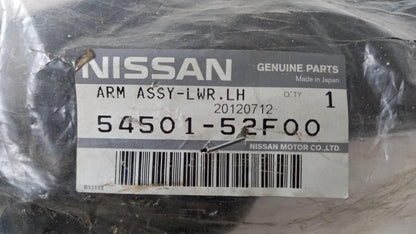 NISSAN
GENUINE PARTS
Made in Japan
ARM ASSY-LWR.LH
Q'TY
1
20120712
54501-52F00
NISSAN MOTOR CO.,LTD.